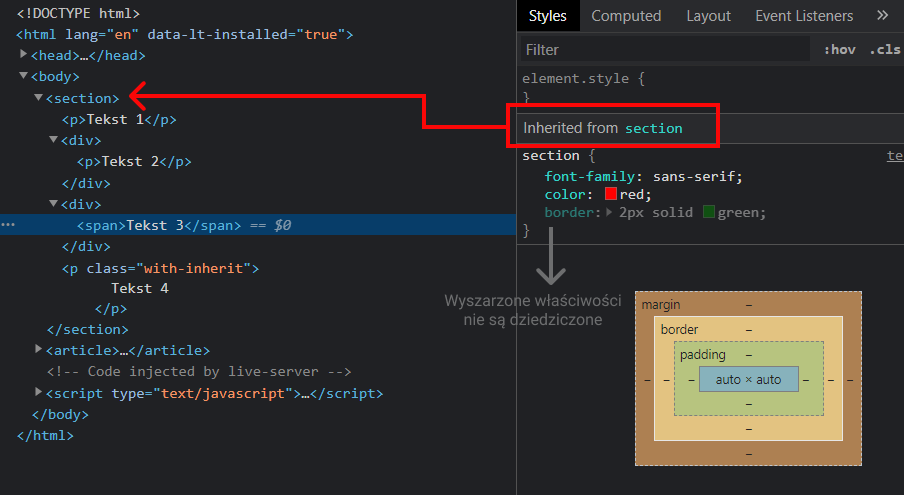 <!DOCTYPE html>
<html lang="en" data-lt-installed="true">
<head>…</head>
<body>
<section>
<p>Tekst 1</p>
<div>
<p>Tekst 2</p>
</div>
<div>
<span>Tekst 3</span> == $0
</div>
<p class="with-inherit">
Tekst 4
</p>
</section>
<article>…</article>
<!-- Code injected by live-server -->
<script type="text/javascript">…</script>
</body>
</html>
Styles Computed Layout Event Listeners »
Filter :hov .cls
element.style {
}
Inherited from section
section { te
font-family: sans-serif;
color: red;
border: 2px solid green;
}
Wyszarzone właściwości
nie są dziedziczone
margin –
border –
padding –
– – – auto × auto – – –
–
–
–